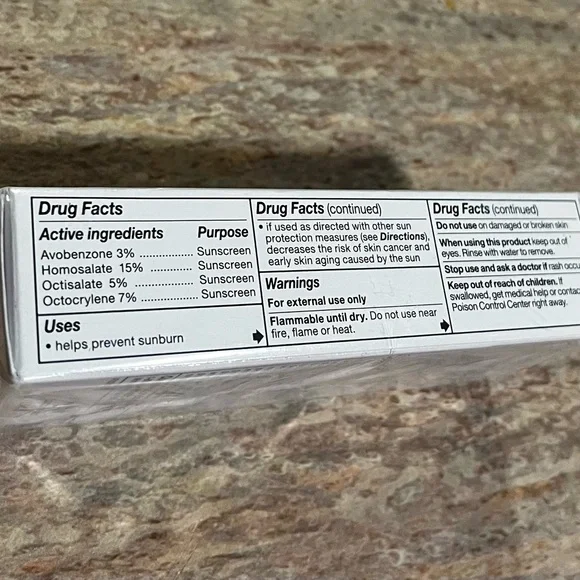 Drug Facts
Active ingredients Purpose
Avobenzone 3% .............. Sunscreen
Homosalate 15% ............ Sunscreen
Octisalate 5% ............... Sunscreen
Octocrylene 7% ............... Sunscreen
Uses
• helps prevent sunburn
Drug Facts (continued)
• if used as directed with other sun
protection measures (see Directions),
decreases the risk of skin cancer and
early skin aging caused by the sun
Warnings
For external use only
Flammable until dry. Do not use near
fire, flame or heat.
Drug Facts (continued)
Do not use on damaged or broken skin
When using this product keep out of
eyes. Rinse with water to remove.
Stop use and ask a doctor if rash occu
Keep out of reach of children. If
swallowed, get medical help or contac
Poison Control Center right away.